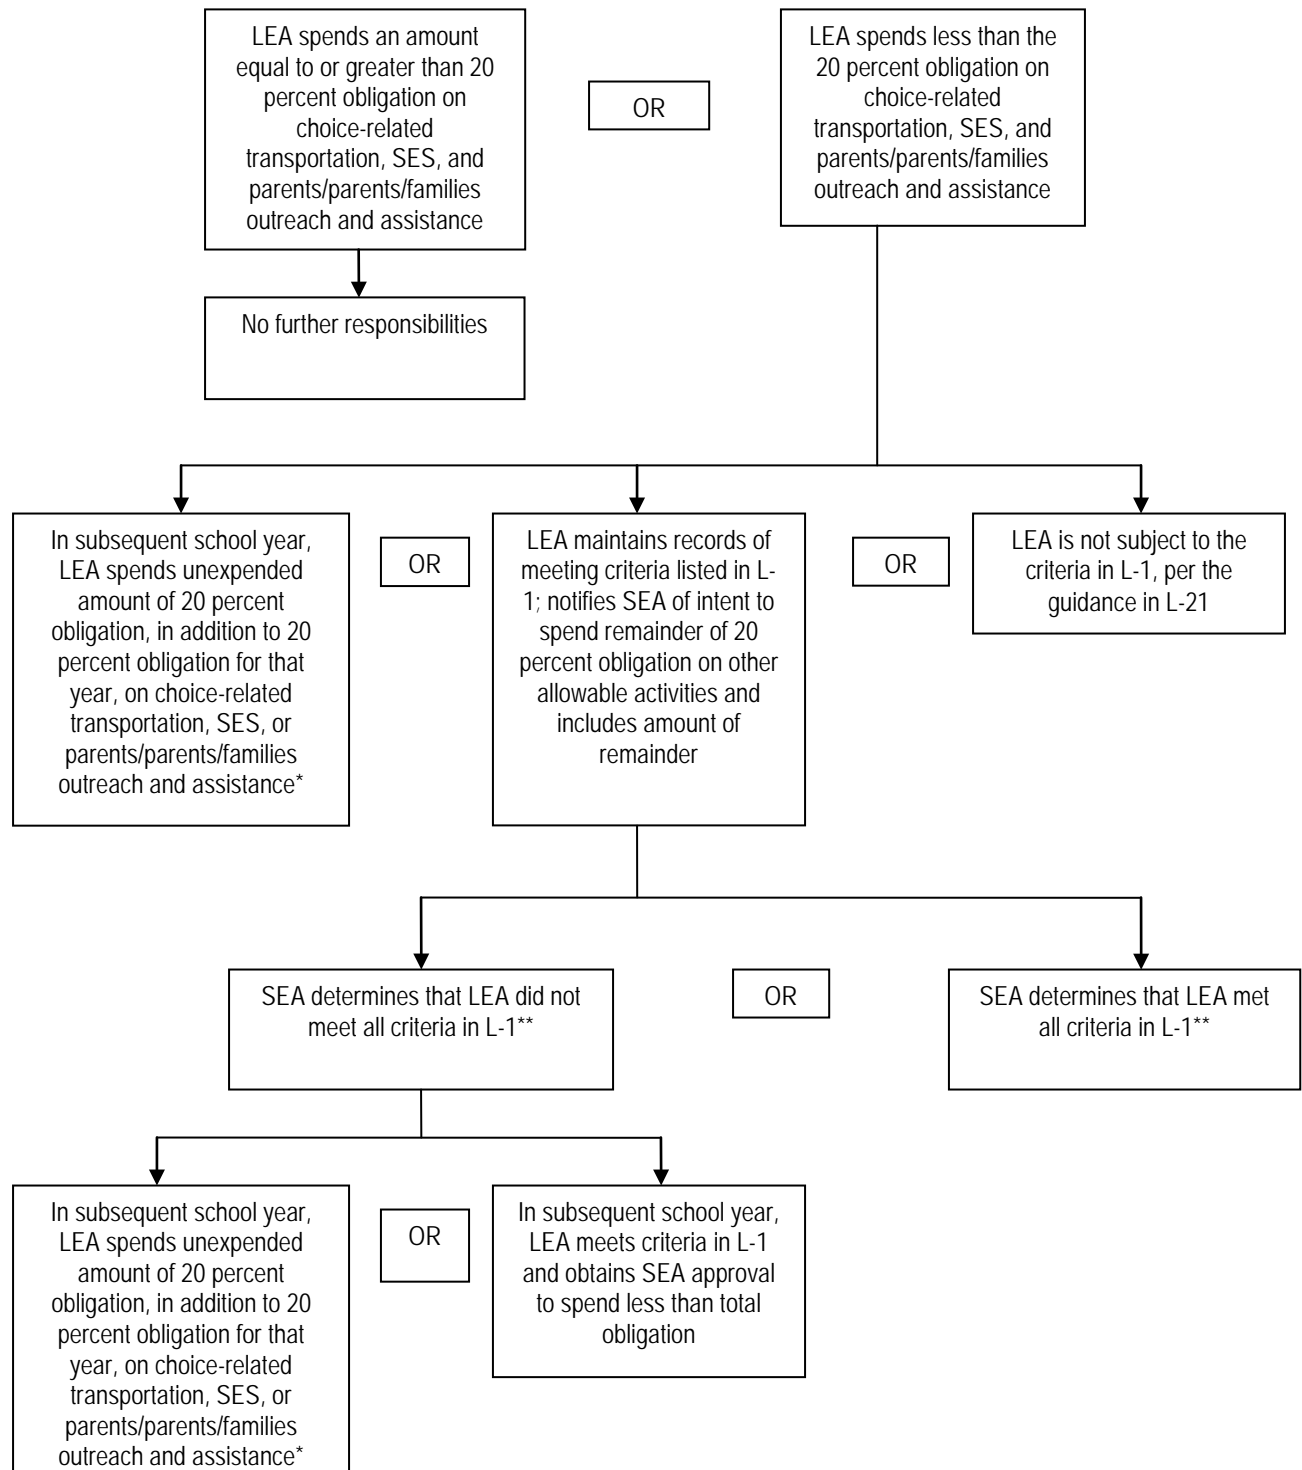 LEA spends an amount
equal to or greater than 20
percent obligation on
choice-related
transportation, SES, and
parents/parents/families
outreach and assistance
OR
LEA spends less than the
20 percent obligation on
choice-related
transportation, SES, and
parents/parents/families
outreach and assistance
No further responsibilities
In subsequent school year,
LEA spends unexpended
amount of 20 percent
obligation, in addition to 20
percent obligation for that
year, on choice-related
transportation, SES, or
parents/parents/families
outreach and assistance*
OR
LEA maintains records of
meeting criteria listed in L-
1; notifies SEA of intent to
spend remainder of 20
percent obligation on other
allowable activities and
includes amount of
remainder
OR
LEA is not subject to the
criteria in L-1, per the
guidance in L-21
SEA determines that LEA did not
meet all criteria in L-1**
OR
SEA determines that LEA met
all criteria in L-1**
In subsequent school year,
LEA spends unexpended
amount of 20 percent
obligation, in addition to 20
percent obligation for that
year, on choice-related
transportation, SES, or
parents/parents/families
outreach and assistance*
OR
In subsequent school year,
LEA meets criteria in L-1
and obtains SEA approval
to spend less than total
obligation